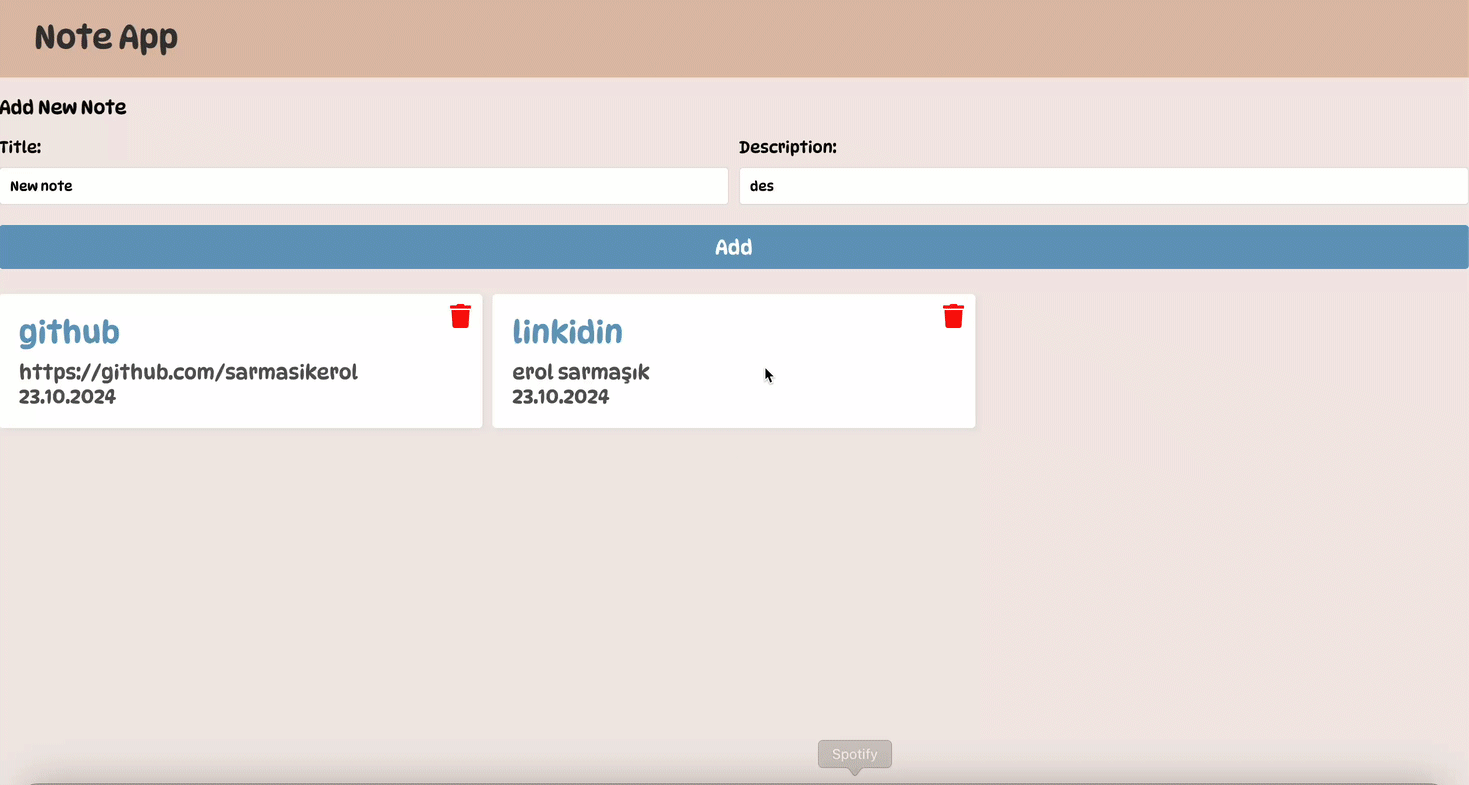 Note App
Add New Note
Title:
Description:
New note
des
Add
github
https://github.com/sarmasikerol
23.10.2024
linkidin
erol sarmaşık
23.10.2024
Spotify